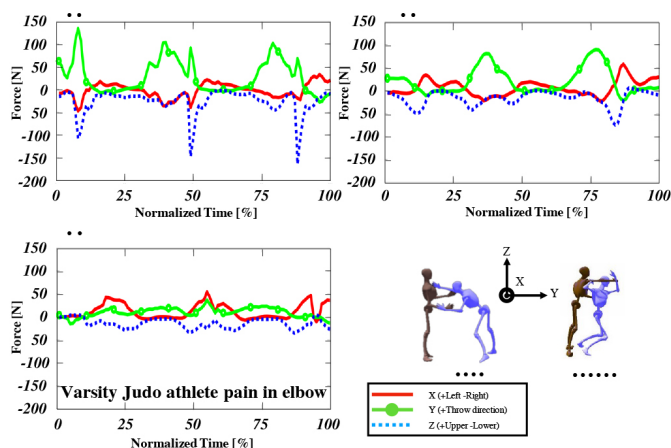 150
100
50
0
-50
-100
-150
-200
Force [N]
0 25 50 75 100
Normalized Time [%]
150
100
50
0
-50
-100
-150
-200
Force [N]
0 25 50 75 100
Normalized Time [%]
150
100
50
0
-50
-100
-150
-200
Force [N]
Varsity Judo athlete pain in elbow
0 25 50 75 100
Normalized Time [%]
Z
X
Y
X (+Left -Right)
Y (+Throw direction)
Z (+Upper -Lower)